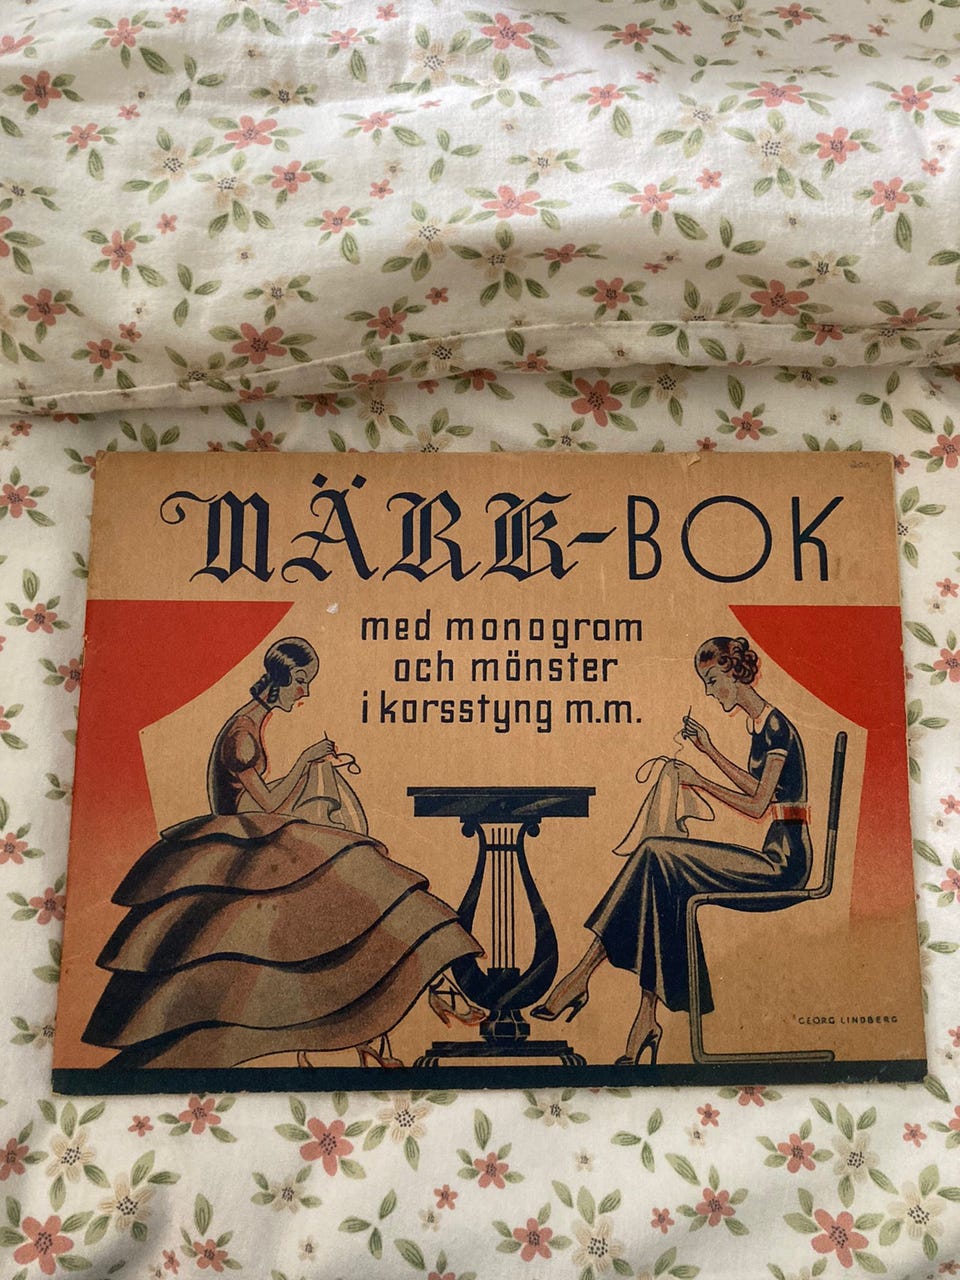 MÄRK-BOK
med monogram
och mönster
i korsstyng m.m.
GEORG LINDBERG